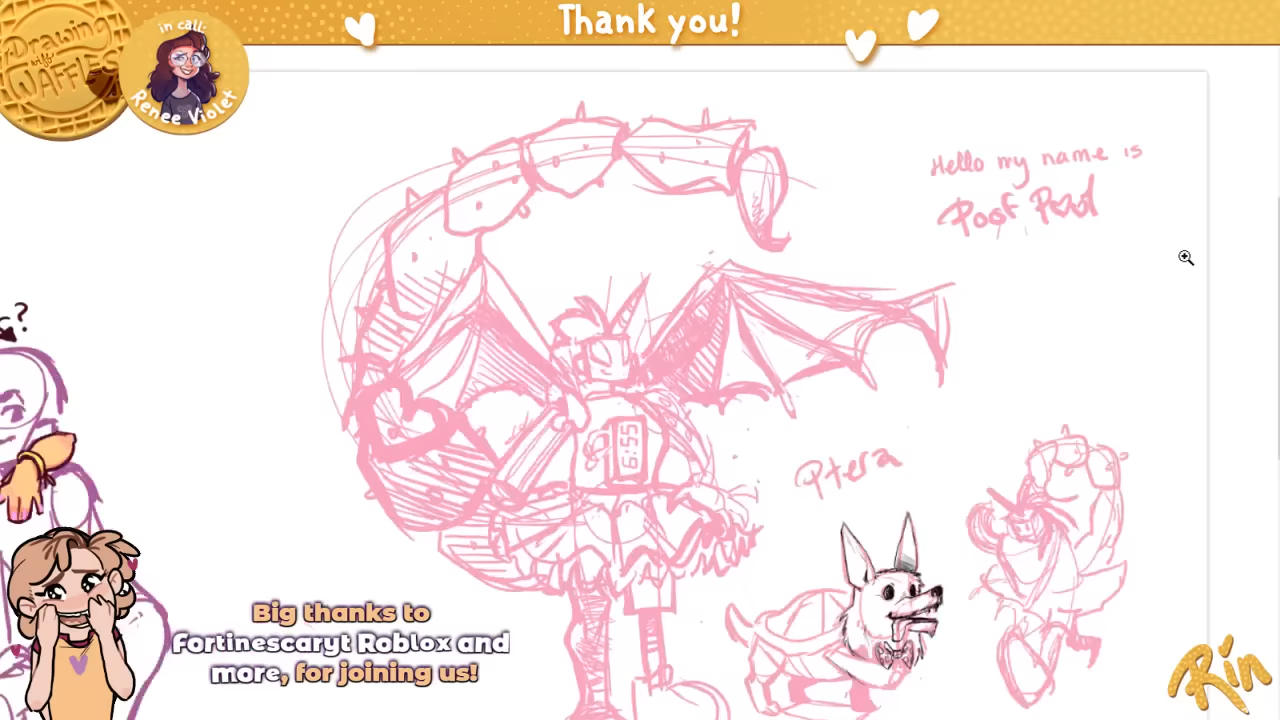 Thank you!
Drawing
with
WAFFLES
in call:
Renee Violet
Hello my name is
Poof Poof
?
6:55
Ptera
Big thanks to
Fortinescaryt Roblox and
more, for joining us!
Rin